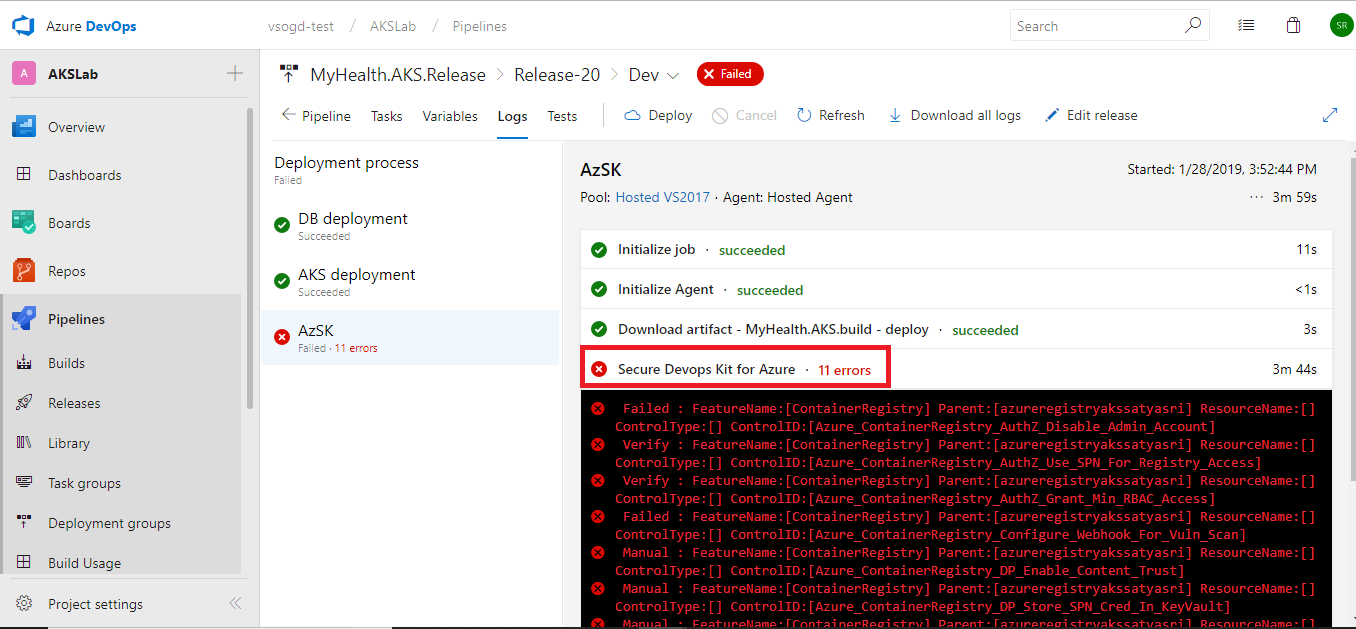 Azure DevOps
vsogd-test / AKSLab / Pipelines
Search
SR
A
AKSLab
Overview
Dashboards
Boards
Repos
Pipelines
Builds
Releases
Library
Task groups
Deployment groups
Build Usage
Project settings
MyHealth.AKS.Release > Release-20 > Dev
Failed
Pipeline
Tasks
Variables
Logs
Tests
Deploy
Cancel
Refresh
Download all logs
Edit release
Deployment process
Failed
DB deployment
Succeeded
AKS deployment
Succeeded
AzSK
Failed · 11 errors
AzSK
Started: 1/28/2019, 3:52:44 PM
Pool: Hosted VS2017 · Agent: Hosted Agent
··· 3m 59s
Initialize job · succeeded
11s
Initialize Agent · succeeded
<1s
Download artifact - MyHealth.AKS.build - deploy · succeeded
3s
Secure Devops Kit for Azure · 11 errors
3m 44s
Failed : FeatureName:[ContainerRegistry] Parent:[azureregistryakssatyasri] ResourceName:[]
ControlType:[] ControlID:[Azure_ContainerRegistry_AuthZ_Disable_Admin_Account]
Verify : FeatureName:[ContainerRegistry] Parent:[azureregistryakssatyasri] ResourceName:[]
ControlType:[] ControlID:[Azure_ContainerRegistry_AuthZ_Use_SPN_For_Registry_Access]
Verify : FeatureName:[ContainerRegistry] Parent:[azureregistryakssatyasri] ResourceName:[]
ControlType:[] ControlID:[Azure_ContainerRegistry_AuthZ_Grant_Min_RBAC_Access]
Failed : FeatureName:[ContainerRegistry] Parent:[azureregistryakssatyasri] ResourceName:[]
ControlType:[] ControlID:[Azure_ContainerRegistry_Configure_Webhook_For_Vuln_Scan]
Manual : FeatureName:[ContainerRegistry] Parent:[azureregistryakssatyasri] ResourceName:[]
ControlType:[] ControlID:[Azure_ContainerRegistry_DP_Enable_Content_Trust]
Manual : FeatureName:[ContainerRegistry] Parent:[azureregistryakssatyasri] ResourceName:[]
ControlType:[] ControlID:[Azure_ContainerRegistry_DP_Store_SPN_Cred_In_KeyVault]
Manual : FeatureName:[ContainerRegistry] Parent:[azureregistryakssatyasri] ResourceName:[]